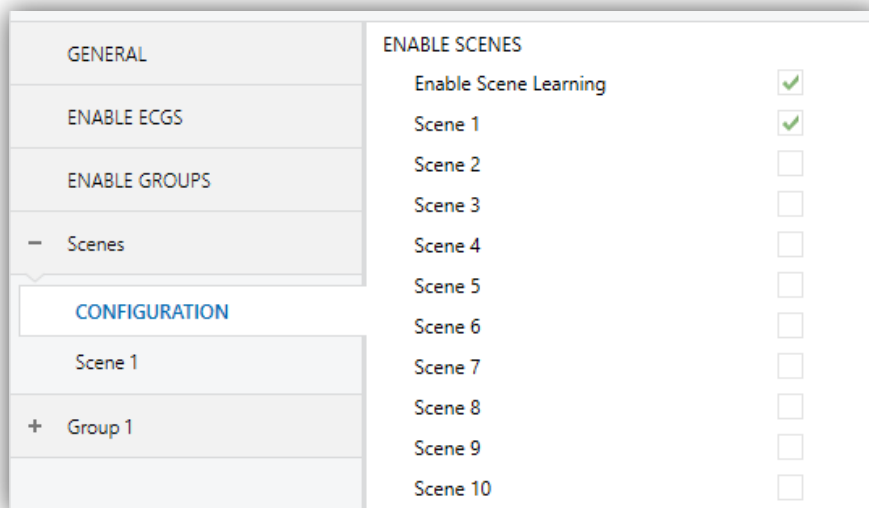 GENERAL
ENABLE ECGS
ENABLE GROUPS
− Scenes
CONFIGURATION
Scene 1
+ Group 1
ENABLE SCENES
Enable Scene Learning
Scene 1
Scene 2
Scene 3
Scene 4
Scene 5
Scene 6
Scene 7
Scene 8
Scene 9
Scene 10